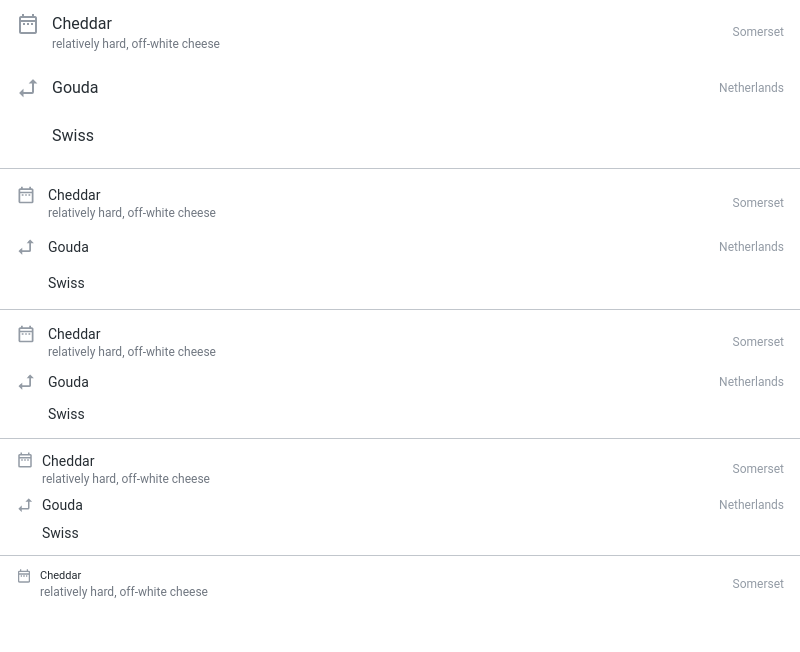 Cheddar
relatively hard, off-white cheese
Somerset
Gouda
Netherlands
Swiss
Cheddar
relatively hard, off-white cheese
Somerset
Gouda
Netherlands
Swiss
Cheddar
relatively hard, off-white cheese
Somerset
Gouda
Netherlands
Swiss
Cheddar
relatively hard, off-white cheese
Somerset
Gouda
Netherlands
Swiss
Cheddar
relatively hard, off-white cheese
Somerset